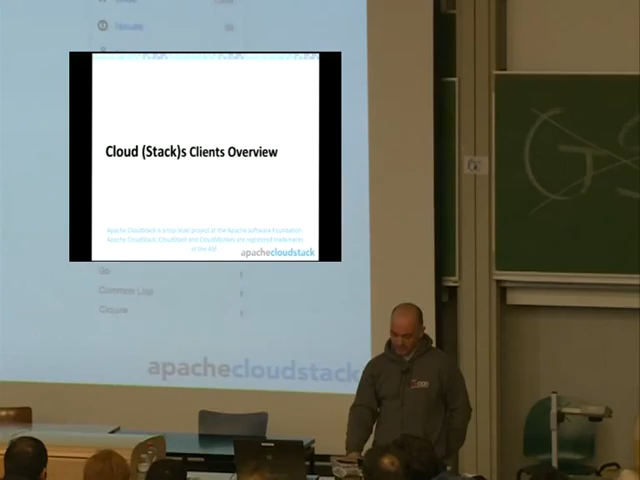 Cloud (Stack)s Clients Overview
Apache CloudStack is a top-level project at the Apache Software Foundation
Apache CloudStack, CloudStack and CloudMonkey are registered trademarks
of the ASF
apachecloudstack
Go
Common Lisp
Clojure
apachecloudstack
GS